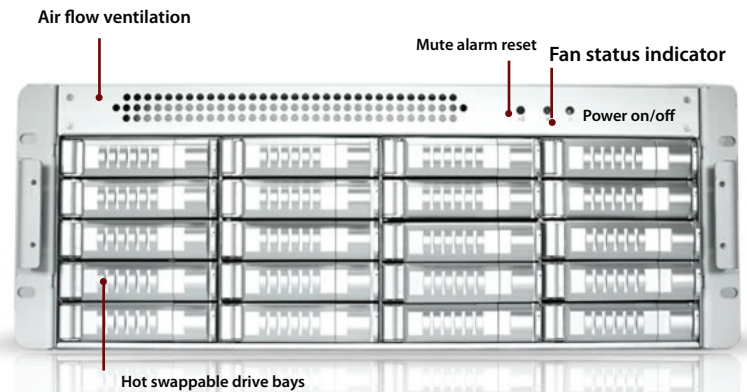 Air flow ventilation
Mute alarm reset
Fan status indicator
Power on/off
Hot swappable drive bays